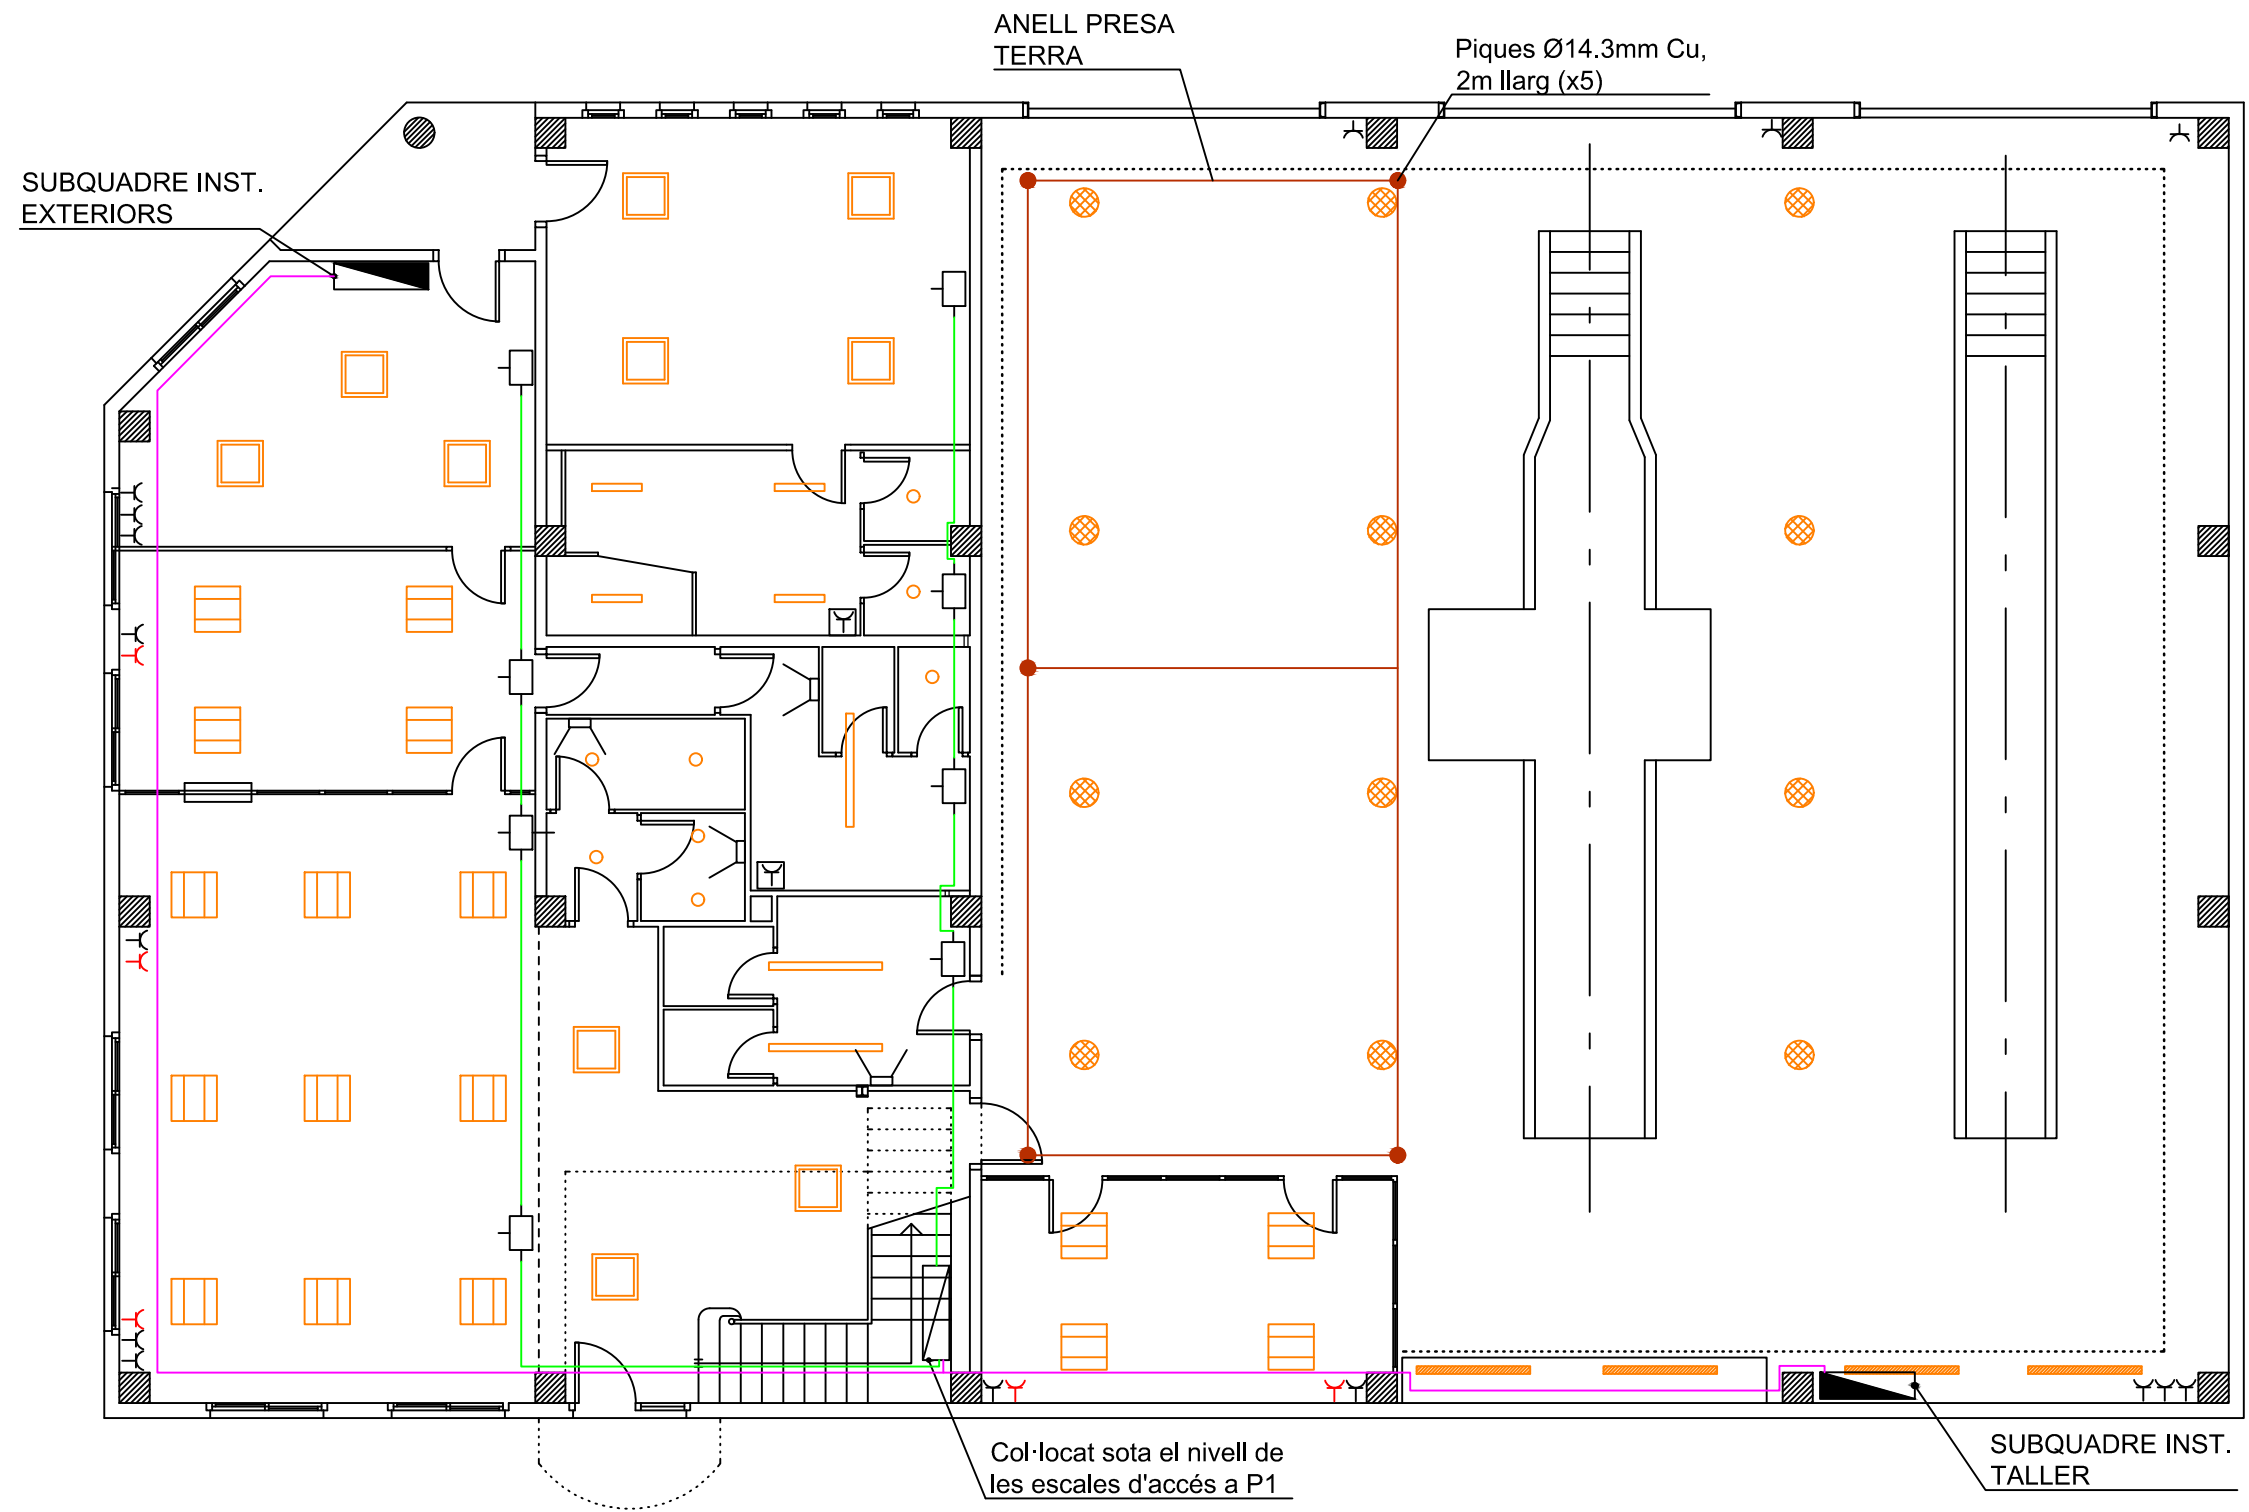 ANELL PRESA
TERRA
Piques Ø14.3mm Cu,
2m llarg (x5)
SUBQUADRE INST.
EXTERIORS
Col·locat sota el nivell de
les escales d'accés a P1
SUBQUADRE INST.
TALLER